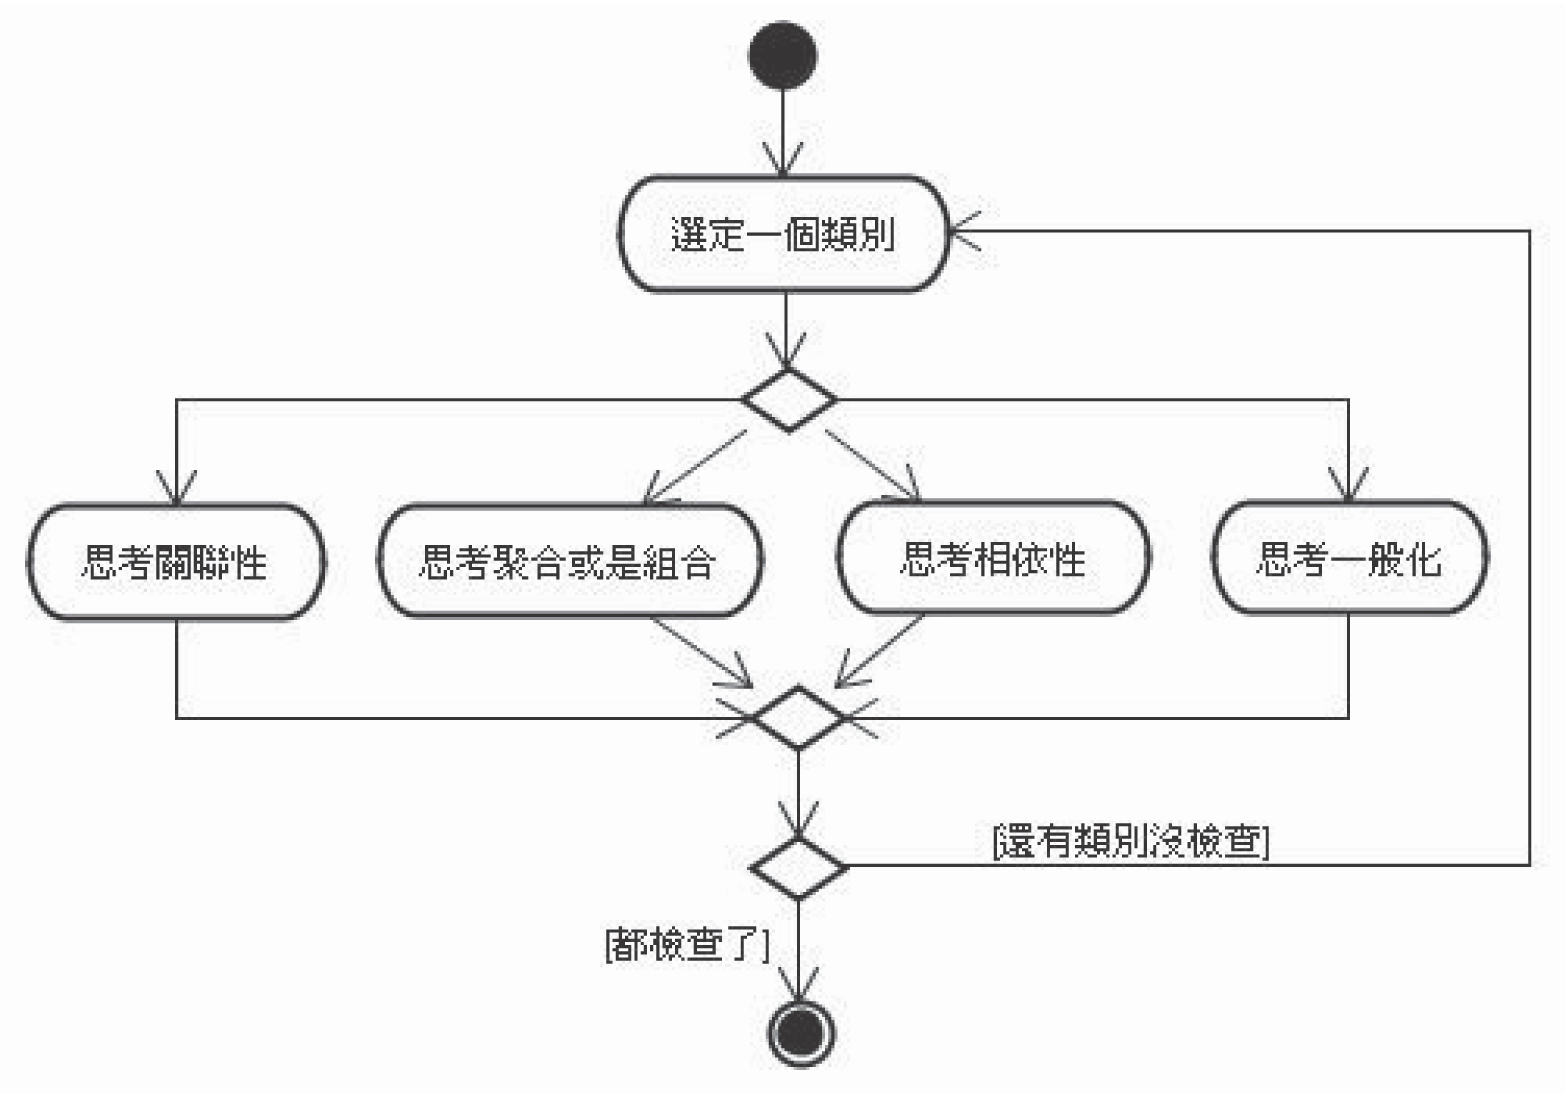 選定一個類別
思考關聯性
思考聚合或是組合
思考相依性
思考一般化
[還有類別沒檢查]
[都檢查了]